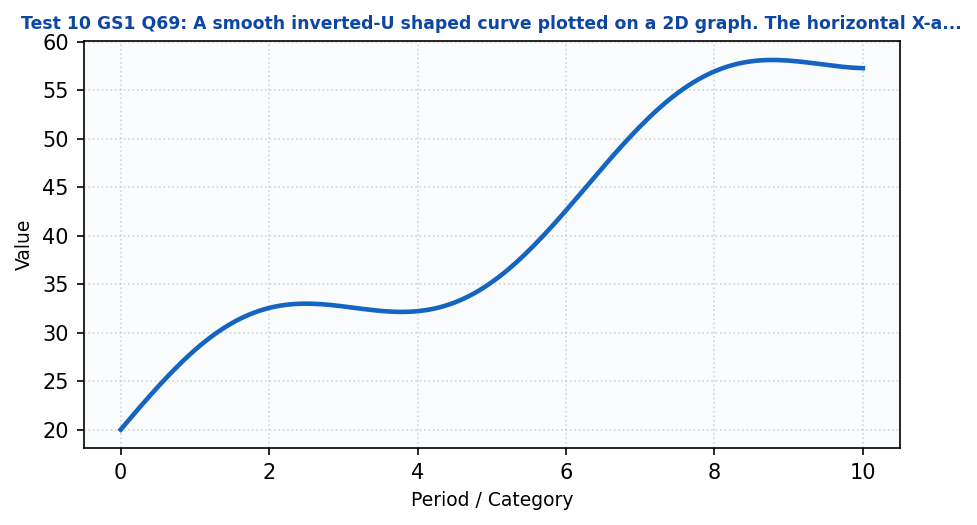 Test 10 GS1 Q69: A smooth inverted-U shaped curve plotted on a 2D graph. The horizontal X-a...
60
55
50
45
40
35
30
25
20
Value
0 2 4 6 8 10
Period / Category